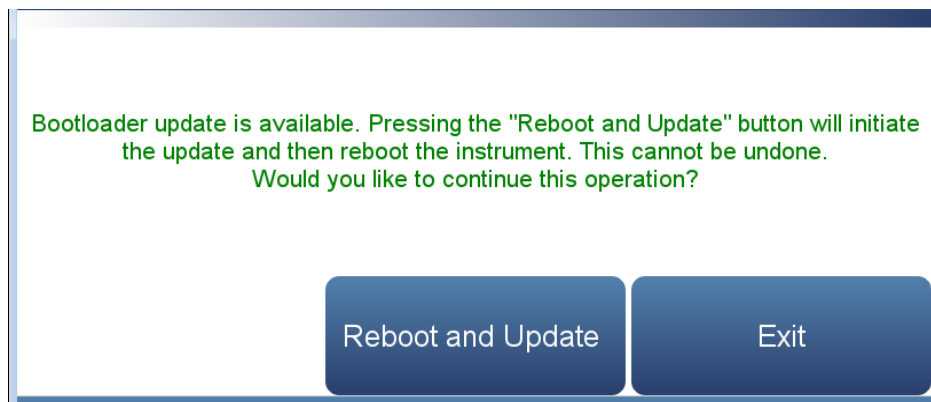 Bootloader update is available. Pressing the "Reboot and Update" button will initiate
the update and then reboot the instrument. This cannot be undone.
Would you like to continue this operation?
Reboot and Update
Exit